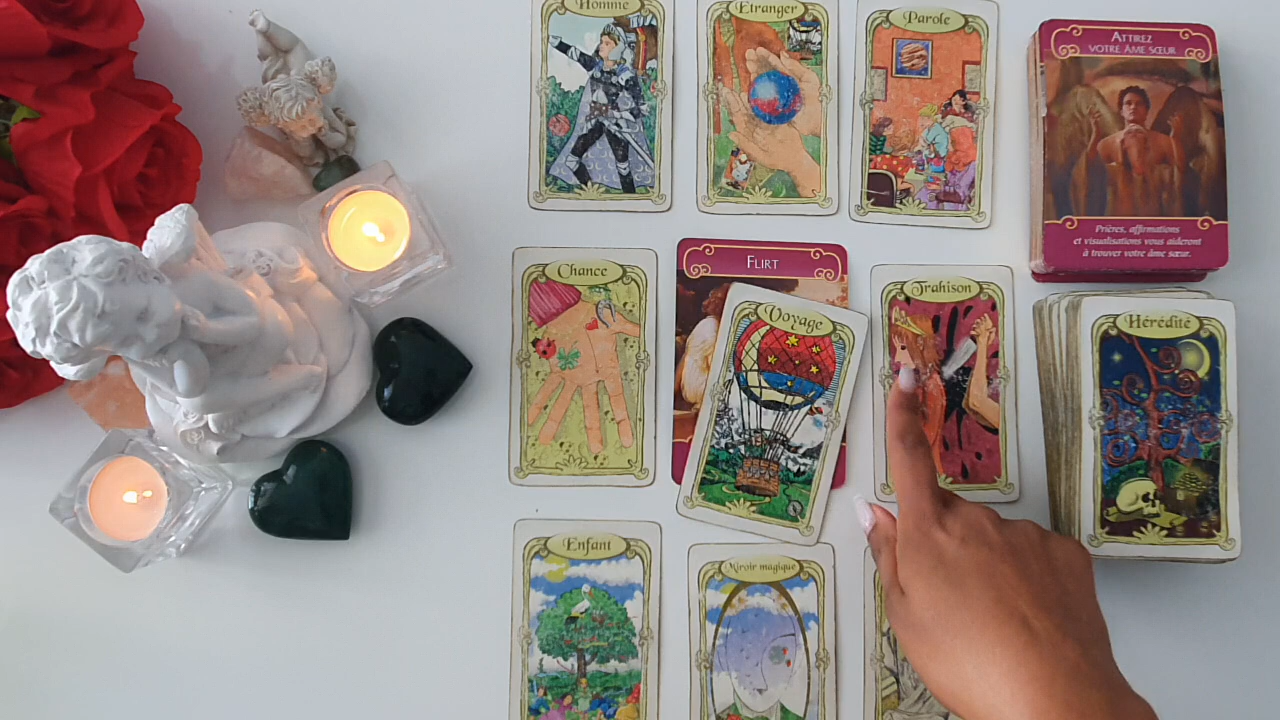 Homme
Etranger
Parole
ATTIREZ
VOTRE ÂME SŒUR
Prières, affirmations
et visualisations vous aideront
à trouver votre âme sœur.
Chance
FLIRT
Voyage
Trahison
Hérédité
Enfant
Miroir magique